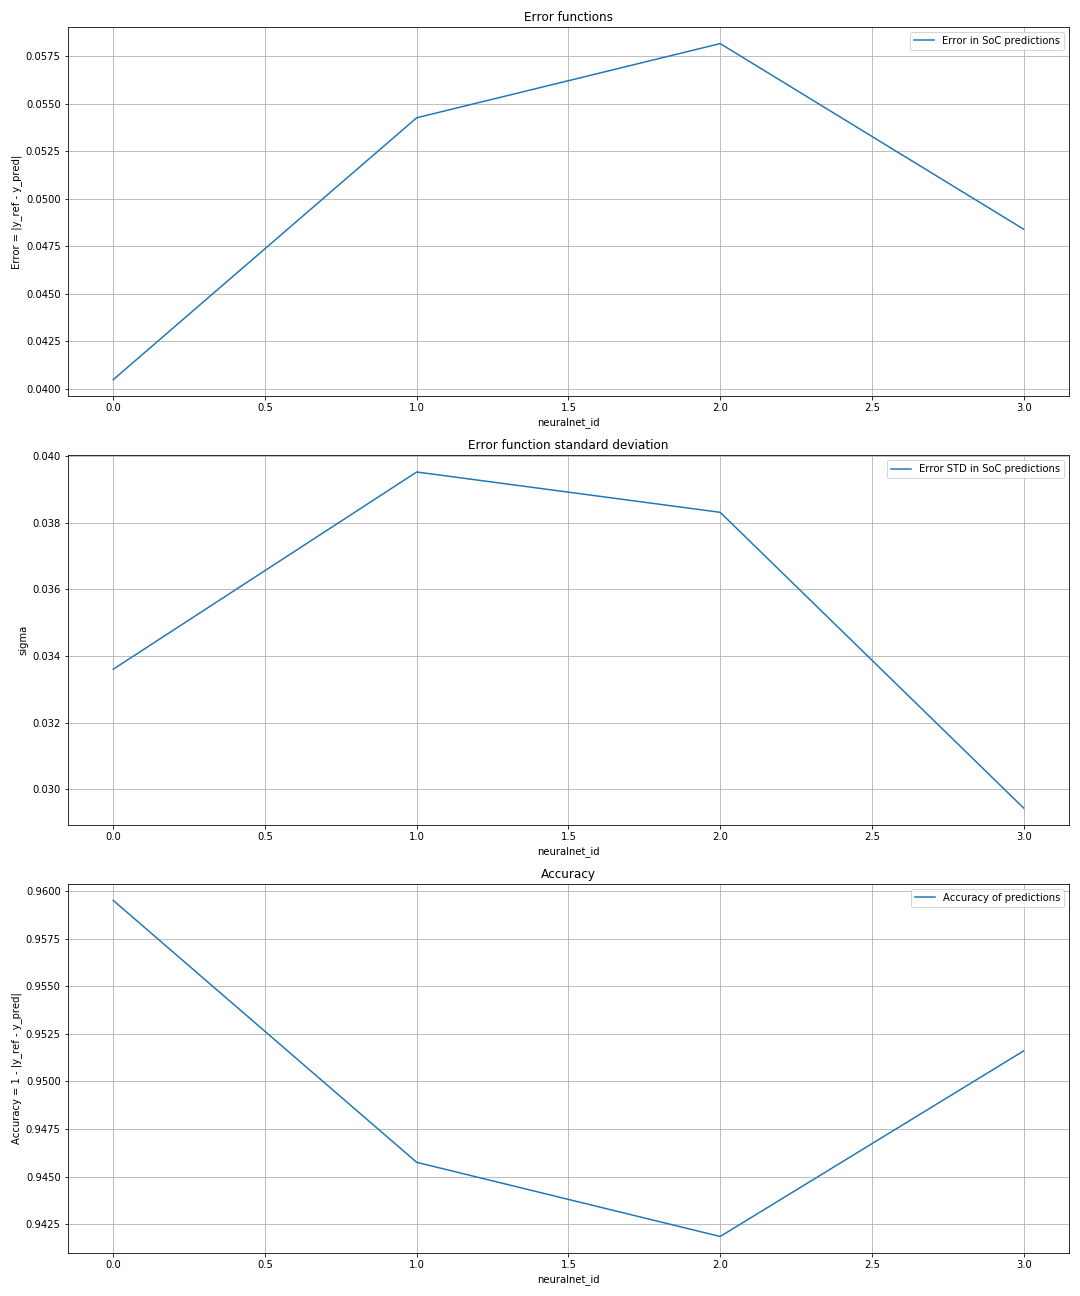 Error functions
Error in SoC predictions
0.0575
0.0550
0.0525
0.0500
0.0475
0.0450
0.0425
0.0400
Error = |y_ref - y_pred|
0.0 0.5 1.0 1.5 2.0 2.5 3.0
neuralnet_id
Error function standard deviation
Error STD in SoC predictions
0.040
0.038
0.036
0.034
0.032
0.030
sigma
0.0 0.5 1.0 1.5 2.0 2.5 3.0
neuralnet_id
Accuracy
Accuracy of predictions
0.9600
0.9575
0.9550
0.9525
0.9500
0.9475
0.9450
0.9425
Accuracy = 1 - |y_ref - y_pred|
0.0 0.5 1.0 1.5 2.0 2.5 3.0
neuralnet_id